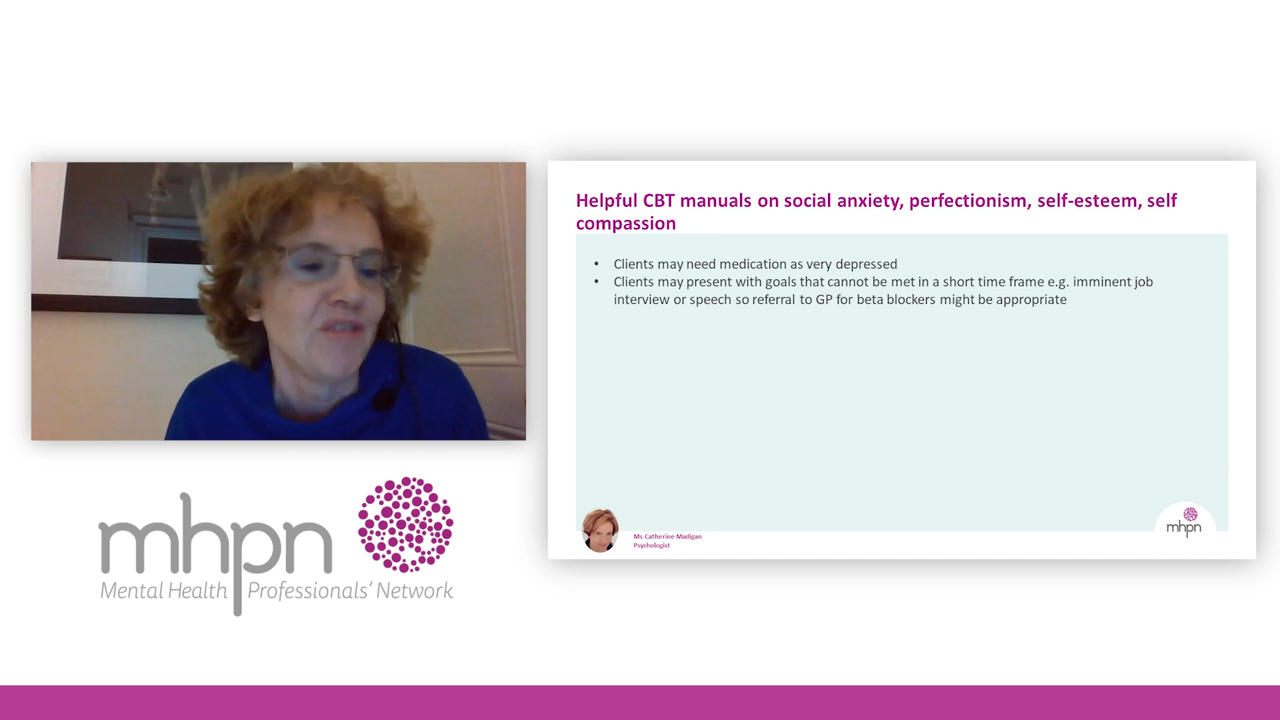 Helpful CBT manuals on social anxiety, perfectionism, self-esteem, self
compassion
• Clients may need medication as very depressed
• Clients may present with goals that cannot be met in a short time frame e.g. imminent job
interview or speech so referral to GP for beta blockers might be appropriate
Ms Catherine Madigan
Psychologist
mhpn
mhpn
Mental Health Professionals' Network